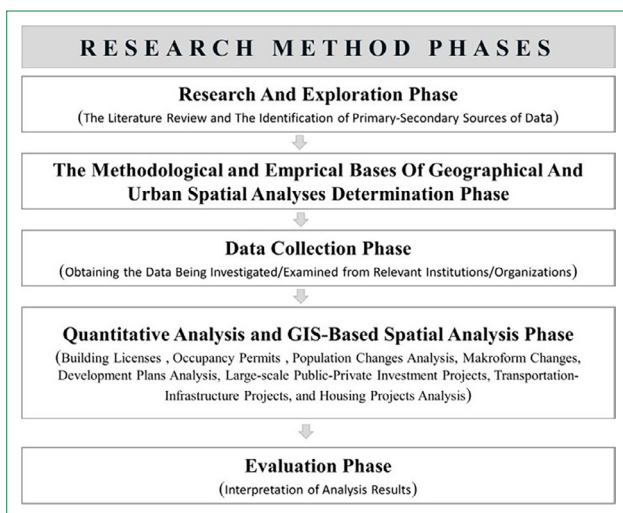 RESEARCH METHOD PHASES
Research And Exploration Phase
(The Literature Review and The Identification of Primary-Secondary Sources of Data)
The Methodological and Emprical Bases Of Geographical And
Urban Spatial Analyses Determination Phase
Data Collection Phase
(Obtaining the Data Being Investigated/Examined from Relevant Institutions/Organizations)
Quantitative Analysis and GIS-Based Spatial Analysis Phase
(Building Licenses , Occupancy Permits , Population Changes Analysis, Makroform Changes,
Development Plans Analysis, Large-scale Public-Private Investment Projects, Transportation-
Infrastructure Projects, and Housing Projects Analysis)
Evaluation Phase
(Interpretation of Analysis Results)